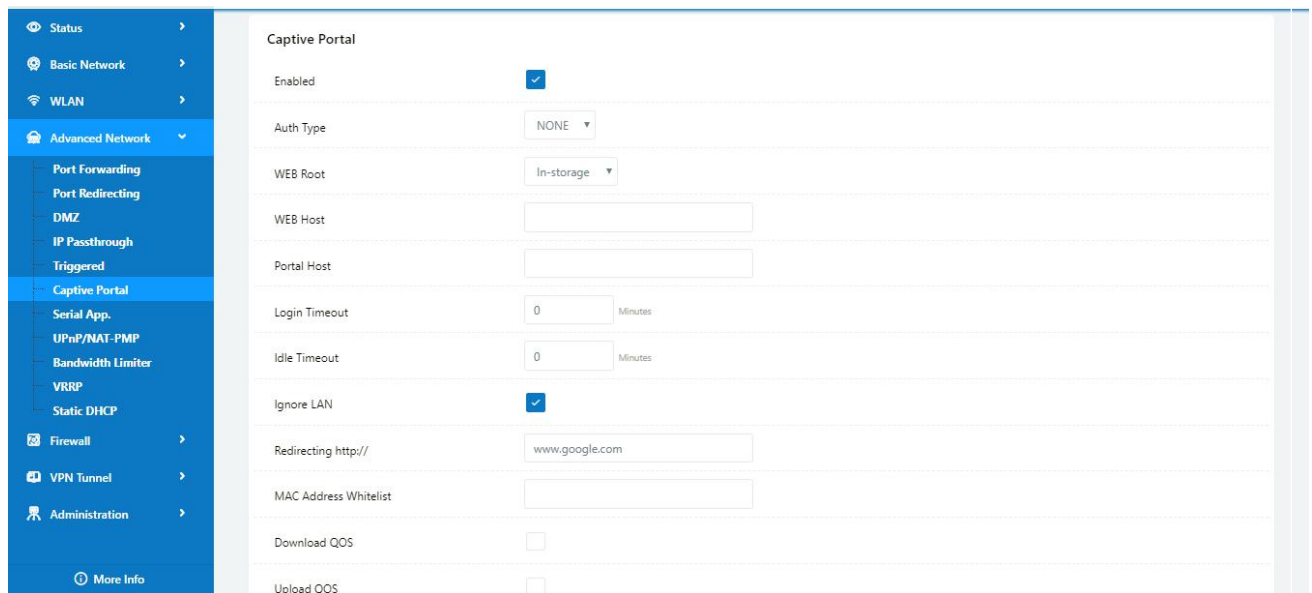 Status
Basic Network
WLAN
Advanced Network
Port Forwarding
Port Redirecting
DMZ
IP Passthrough
Triggered
Captive Portal
Serial App.
UPnP/NAT-PMP
Bandwidth Limiter
VRRP
Static DHCP
Firewall
VPN Tunnel
Administration
More Info
Captive Portal
Enabled
Auth Type NONE
WEB Root In-storage
WEB Host
Portal Host
Login Timeout 0 Minutes
Idle Timeout 0 Minutes
Ignore LAN
Redirecting http:// www.google.com
MAC Address Whitelist
Download QOS
Upload QOS